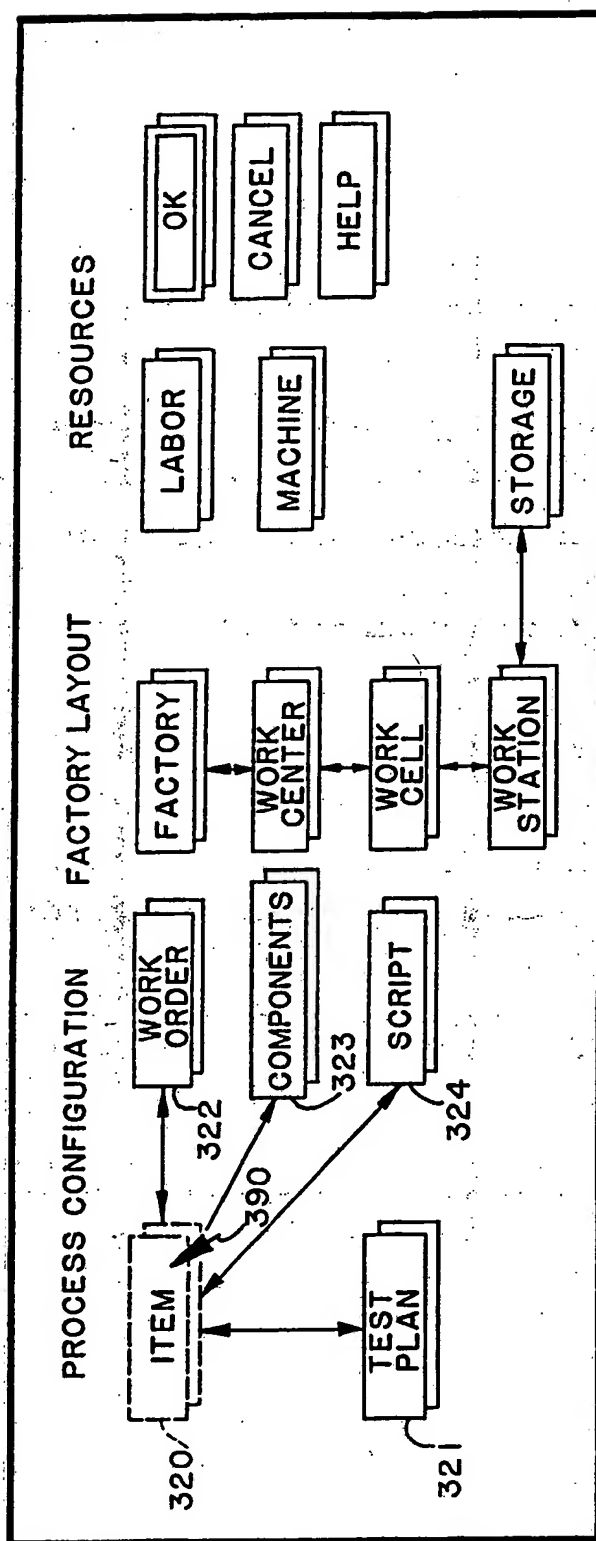 PROCESS CONFIGURATION
FACTORY LAYOUT
RESOURCES
ITEM
320
390
WORK
ORDER
322
COMPONENTS
323
SCRIPT
324
TEST
PLAN
321
FACTORY
WORK
CENTER
WORK
CELL
WORK
STATION
STORAGE
LABOR
MACHINE
OK
CANCEL
HELP